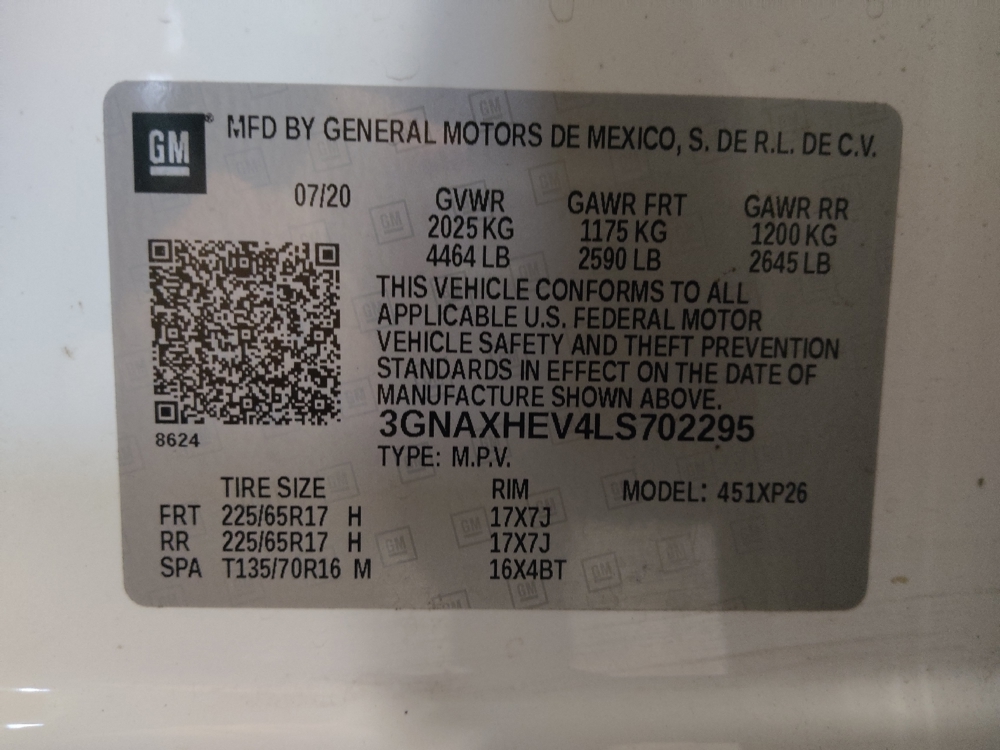 GM® MFD BY GENERAL MOTORS DE MEXICO, S. DE R.L. DE C.V.
07/20 GVWR GAWR FRT GAWR RR
2025 KG 1175 KG 1200 KG
4464 LB 2590 LB 2645 LB
THIS VEHICLE CONFORMS TO ALL
APPLICABLE U.S. FEDERAL MOTOR
VEHICLE SAFETY AND THEFT PREVENTION
STANDARDS IN EFFECT ON THE DATE OF
MANUFACTURE SHOWN ABOVE.
8624
3GNAXHEV4LS702295
TYPE: M.P.V.
TIRE SIZE RIM MODEL: 451XP26
FRT 225/65R17 H 17X7J
RR 225/65R17 H 17X7J
SPA T135/70R16 M 16X4BT